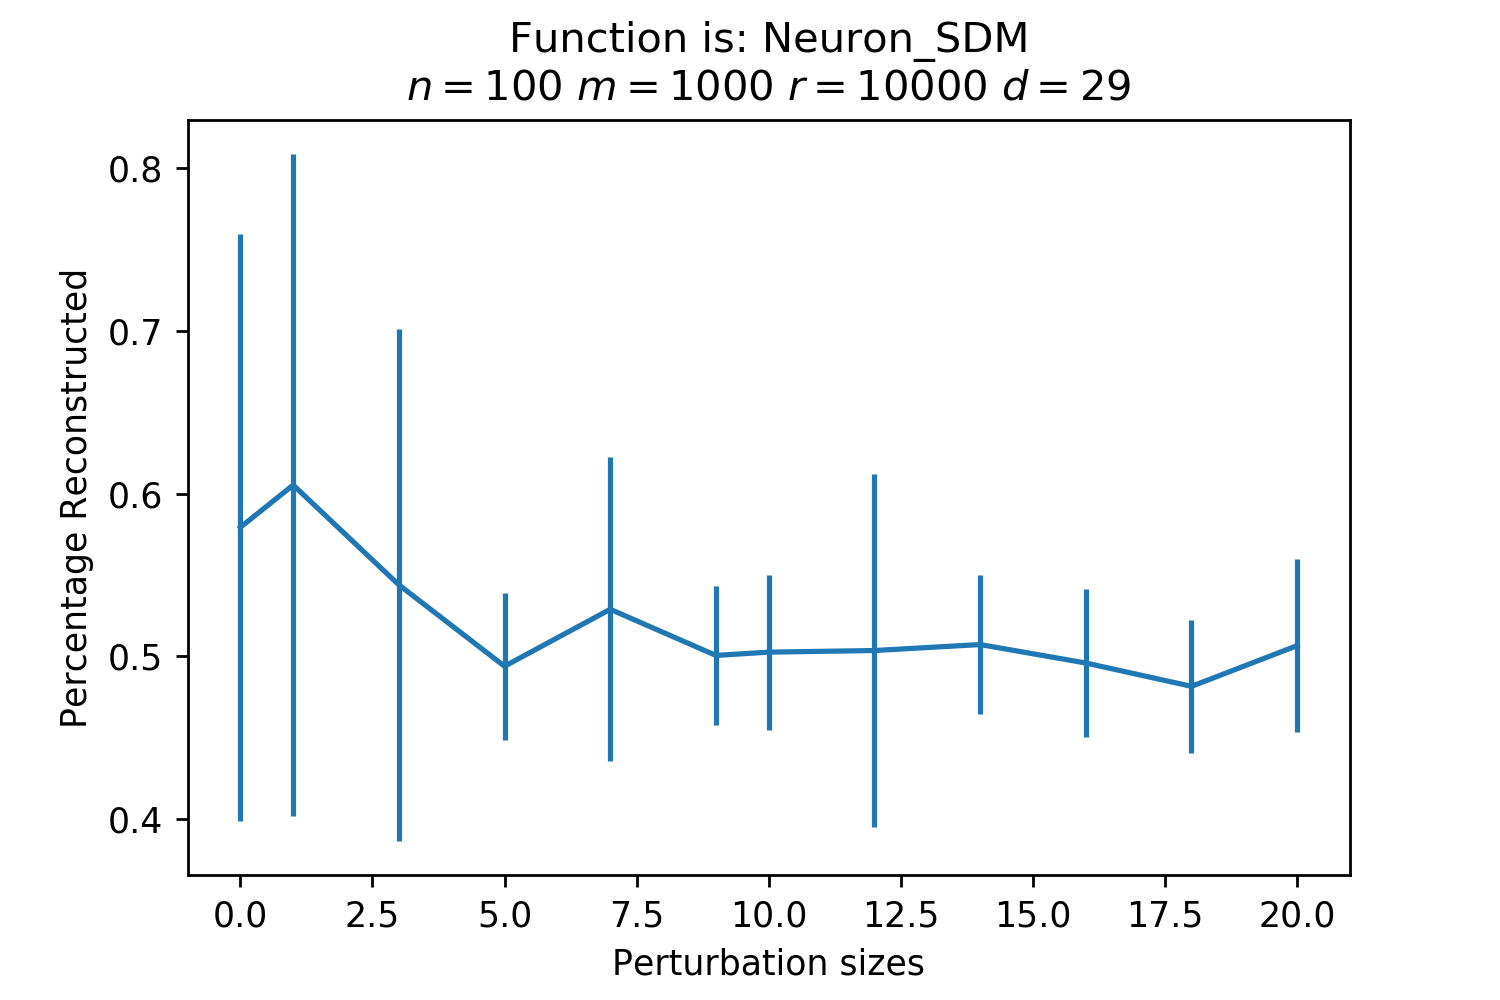 Function is: Neuron_SDM
n = 100 m = 1000 r = 10000 d = 29
Percentage Reconstructed
0.8
0.7
0.6
0.5
0.4
0.0 2.5 5.0 7.5 10.0 12.5 15.0 17.5 20.0
Perturbation sizes